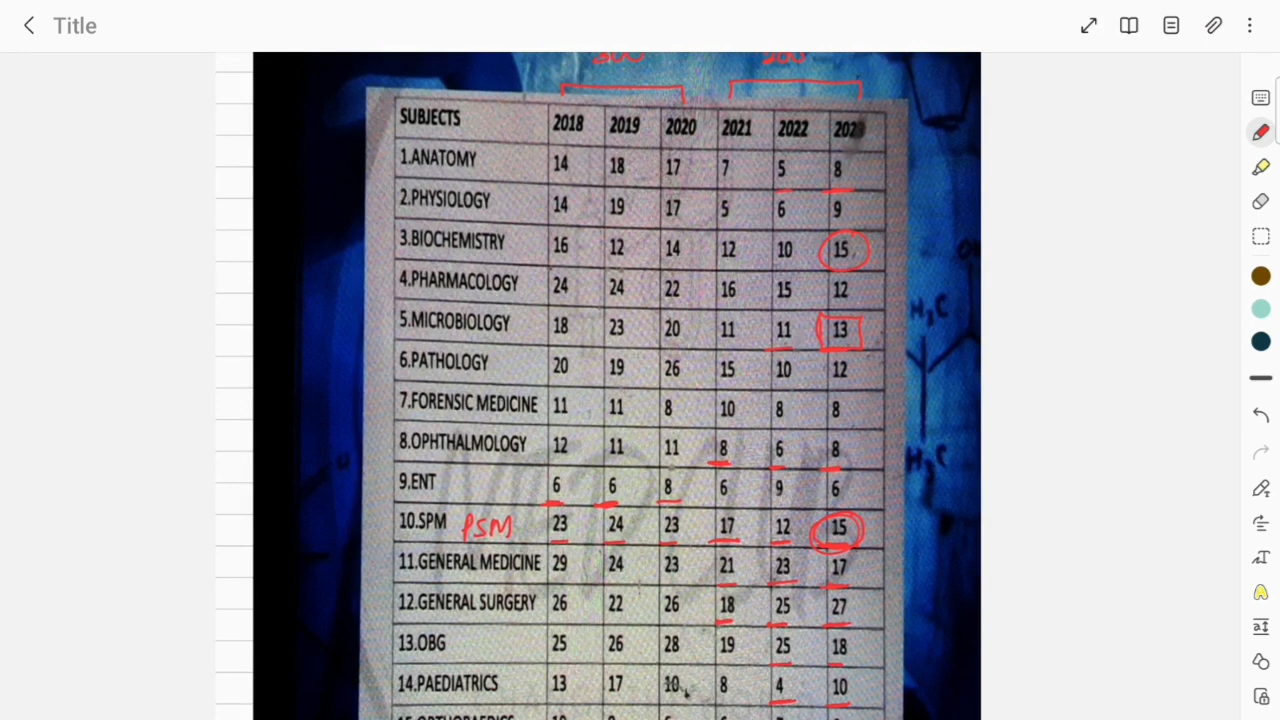 Title
300 200
SUBJECTS 2018 2019 2020 2021 2022 2023
1.ANATOMY 14 18 17 7 5 8
2.PHYSIOLOGY 14 19 17 5 6 9
3.BIOCHEMISTRY 16 12 14 12 10 15
4.PHARMACOLOGY 24 24 22 16 15 12
5.MICROBIOLOGY 18 23 20 11 11 13
6.PATHOLOGY 20 19 26 15 10 12
7.FORENSIC MEDICINE 11 11 8 10 8 8
8.OPHTHALMOLOGY 12 11 11 8 6 8
9.ENT 6 6 8 6 9 6
10.SPM PSM 23 24 23 17 12 15
11.GENERAL MEDICINE 29 24 23 21 23 17
12.GENERAL SURGERY 26 22 26 18 25 27
13.OBG 25 26 28 19 25 18
14.PAEDIATRICS 13 17 10 8 4 10
H₃C
H₃C